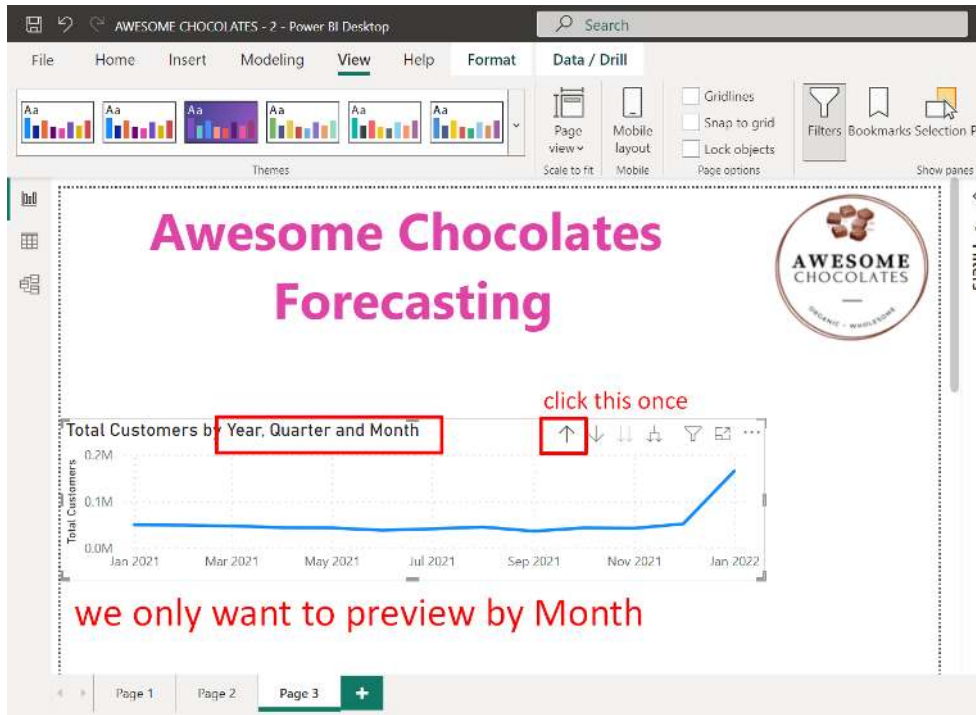 AWESOME CHOCOLATES - 2 - Power BI Desktop
Search
File Home Insert Modeling View Help Format Data / Drill
Aa Aa Aa Aa Aa Aa
Page view
Mobile layout
Gridlines
Snap to grid
Lock objects
Filters Bookmarks Selection P
Themes Scale to fit Mobile Page options Show panes
Awesome Chocolates
Forecasting
AWESOME
CHOCOLATES
ORGANIC - WHOLESOME
click this once
Total Customers by Year, Quarter and Month
Total Customers
0.2M
0.1M
0.0M
Jan 2021 Mar 2021 May 2021 Jul 2021 Sep 2021 Nov 2021 Jan 2022
we only want to preview by Month
Page 1 Page 2 Page 3 +